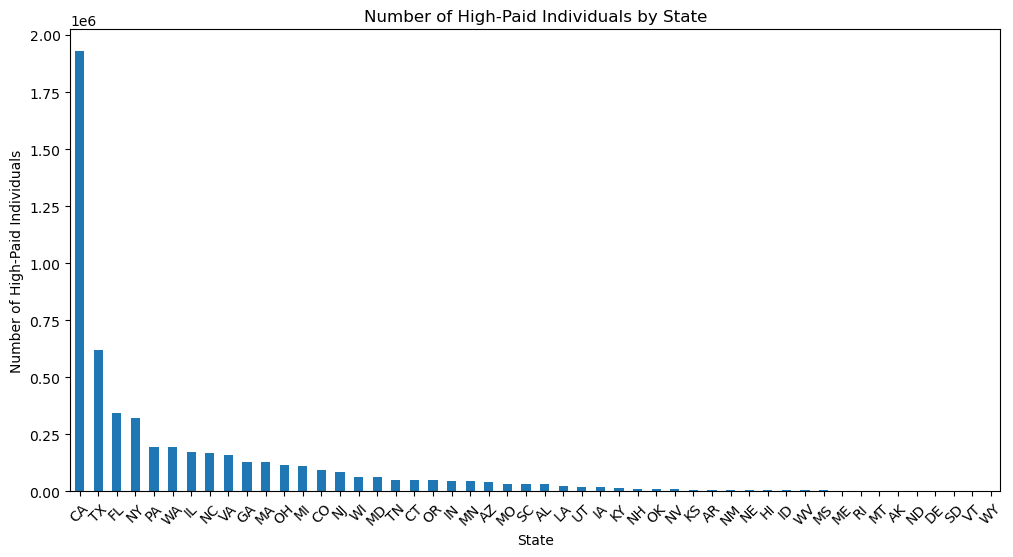 Number of High-Paid Individuals by State
1e6
2.00
1.75
1.50
1.25
1.00
0.75
0.50
0.25
0.00
Number of High-Paid Individuals
CA TX FL NY PA WA IL NC VA GA MA OH MI CO NJ WI MD TN CT OR IN MN AZ MO SC AL LA UT IA KY NH OK NV KS AR NM NE HI ID WV MS ME RI MT AK ND DE SD VT WY
State